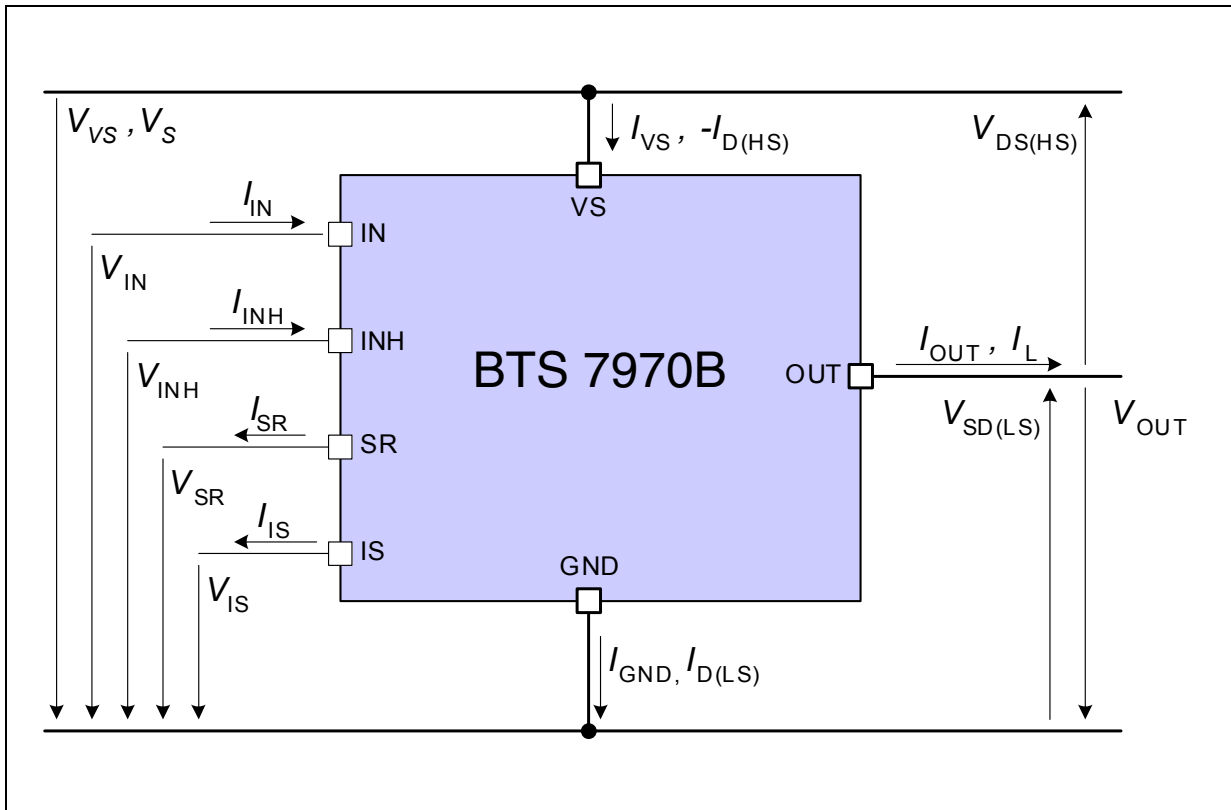 V_VS , V_S
I_VS , -I_D(HS)
V_DS(HS)
VS
I_IN
IN
V_IN
I_INH
INH
V_INH
BTS 7970B
OUT
I_OUT , I_L
V_SD(LS)
V_OUT
I_SR
SR
V_SR
I_IS
IS
V_IS
GND
I_GND, I_D(LS)